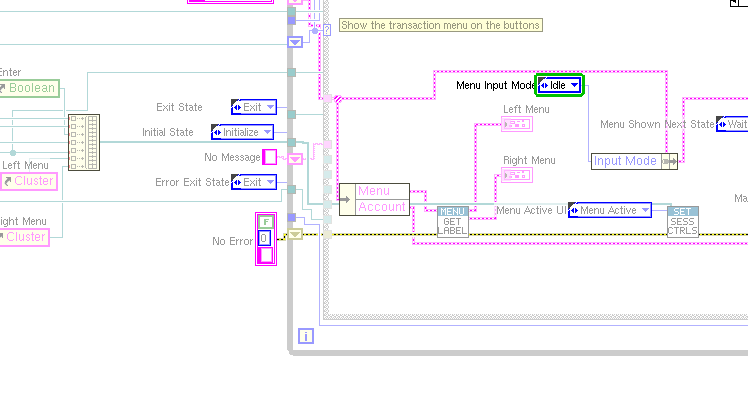 Show the transaction menu on the buttons
?
Enter
Boolean
Menu Input Mode
Idle
Exit State
Exit
Left Menu
Initial State
Initialize
Menu Shown Next State
Wait
No Message
Left Menu
Cluster
Right Menu
Input Mode
Error Exit State
Exit
Menu
Account
Menu Active UI
Menu Active
MENU
GET
LABEL
SET
SESS
CTRLS
Ma
ight Menu
Cluster
No Error
F
0
i